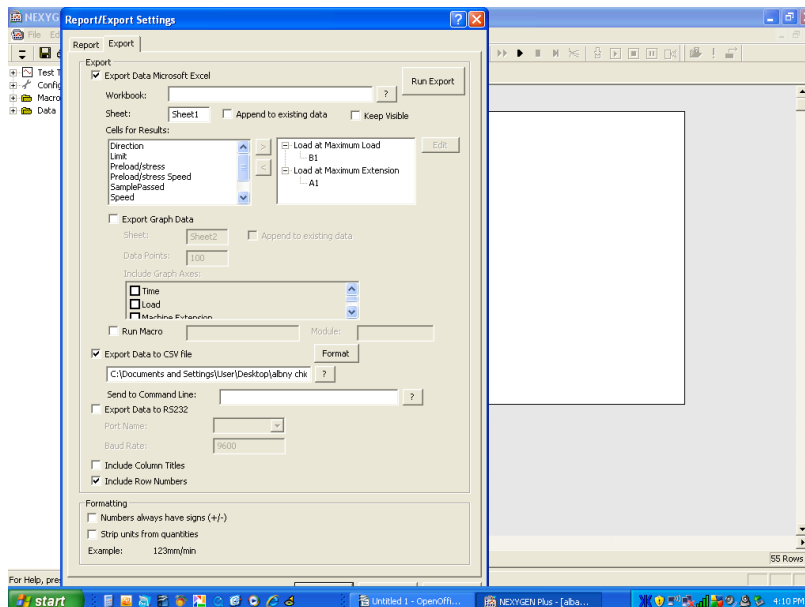 NEXYG
Report/Export Settings
File Ed
Report Export
Export
Export Data Microsoft Excel
Run Export
Workbook:
?
Sheet: Sheet1 Append to existing data Keep Visible
Cells for Results:
Direction
Limit
Preload/stress
Preload/stress Speed
SamplePassed
Speed
>
<
Load at Maximum Load
B1
Load at Maximum Extension
A1
Edit
Export Graph Data
Sheet: Sheet2 Append to existing data
Data Points: 100
Include Graph Axes:
Time
Load
Machine Extension
Run Macro Module:
Export Data to CSV file Format
C:\Documents and Settings\User\Desktop\albny chic ?
Send to Command Line: ?
Export Data to RS232
Port Name:
Baud Rate: 9600
Include Column Titles
Include Row Numbers
Formatting
Numbers always have signs (+/-)
Strip units from quantities
Example: 123mm/min
Test T
Config
Macro
Data
55 Rows
For Help, pre
start
Untitled 1 - OpenOffi...
NEXYGEN Plus - [alba...
4:10 PM